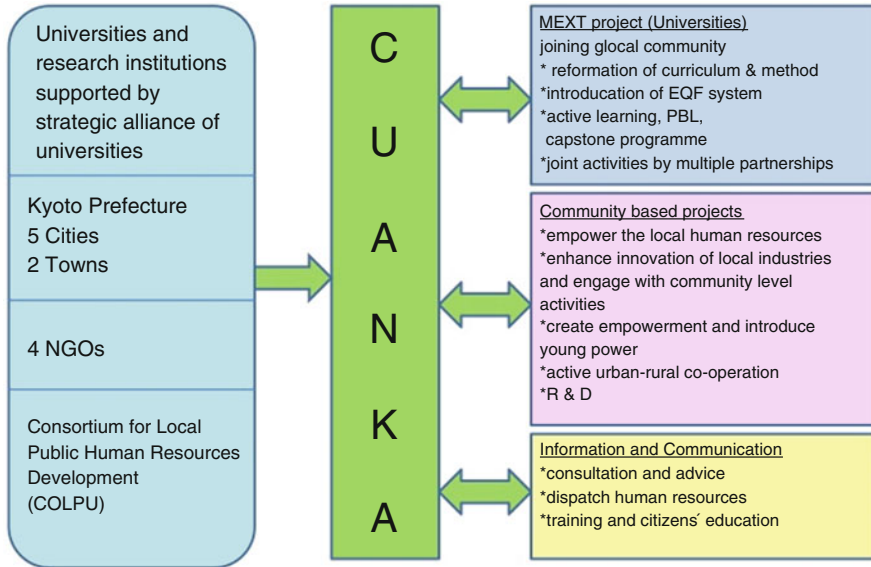 Universities and
research institutions
supported by
strategic alliance of
universities
Kyoto Prefecture
5 Cities
2 Towns
4 NGOs
Consortium for Local
Public Human Resources
Development
(COLPU)
C
U
A
N
K
A
MEXT project (Universities)
joining glocal community
* reformation of curriculum & method
*introducation of EQF system
*active learning, PBL,
capstone programme
*joint activities by multiple partnerships
Community based projects
*empower the local human resources
*enhance innovation of local industries
and engage with community level
activities
*create empowerment and introduce
young power
*active urban-rural co-operation
*R & D
Information and Communication
*consultation and advice
*dispatch human resources
*training and citizens´ education